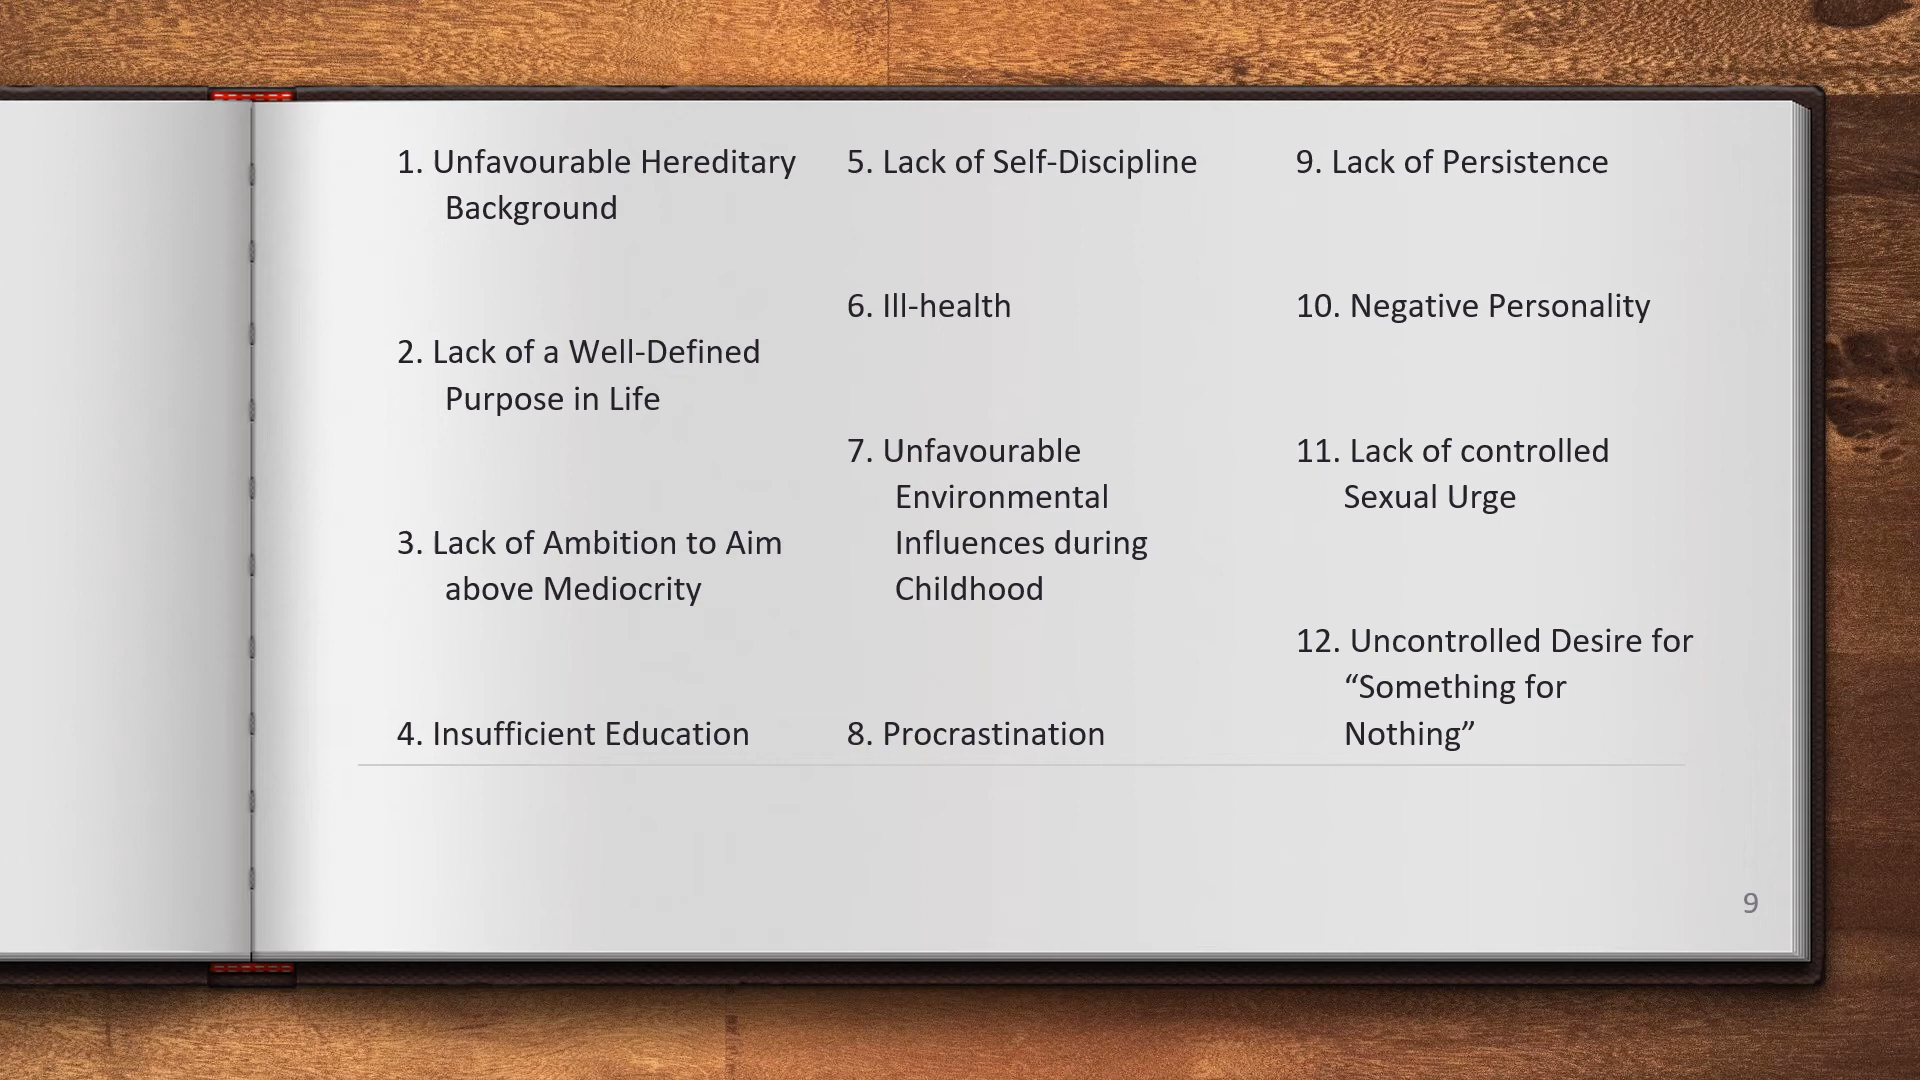 1. Unfavourable Hereditary
Background
2. Lack of a Well-Defined
Purpose in Life
3. Lack of Ambition to Aim
above Mediocrity
4. Insufficient Education
5. Lack of Self-Discipline
6. Ill-health
7. Unfavourable
Environmental
Influences during
Childhood
8. Procrastination
9. Lack of Persistence
10. Negative Personality
11. Lack of controlled
Sexual Urge
12. Uncontrolled Desire for
“Something for
Nothing”
9